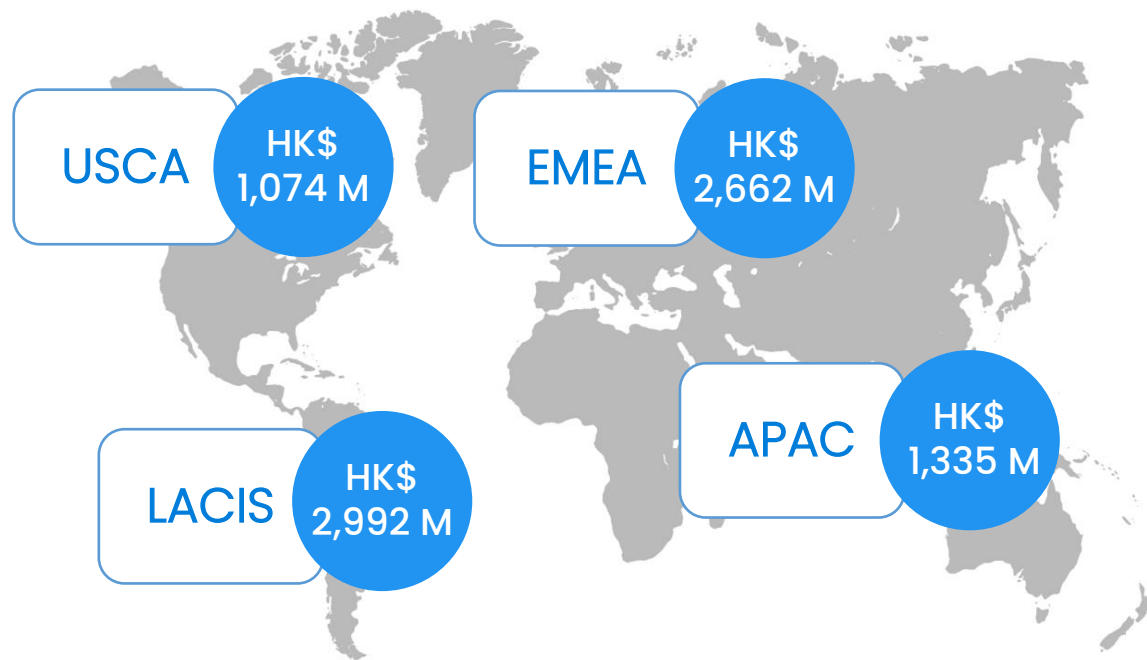 USCA
HK$
1,074 M
EMEA
HK$
2,662 M
APAC
HK$
1,335 M
LACIS
HK$
2,992 M